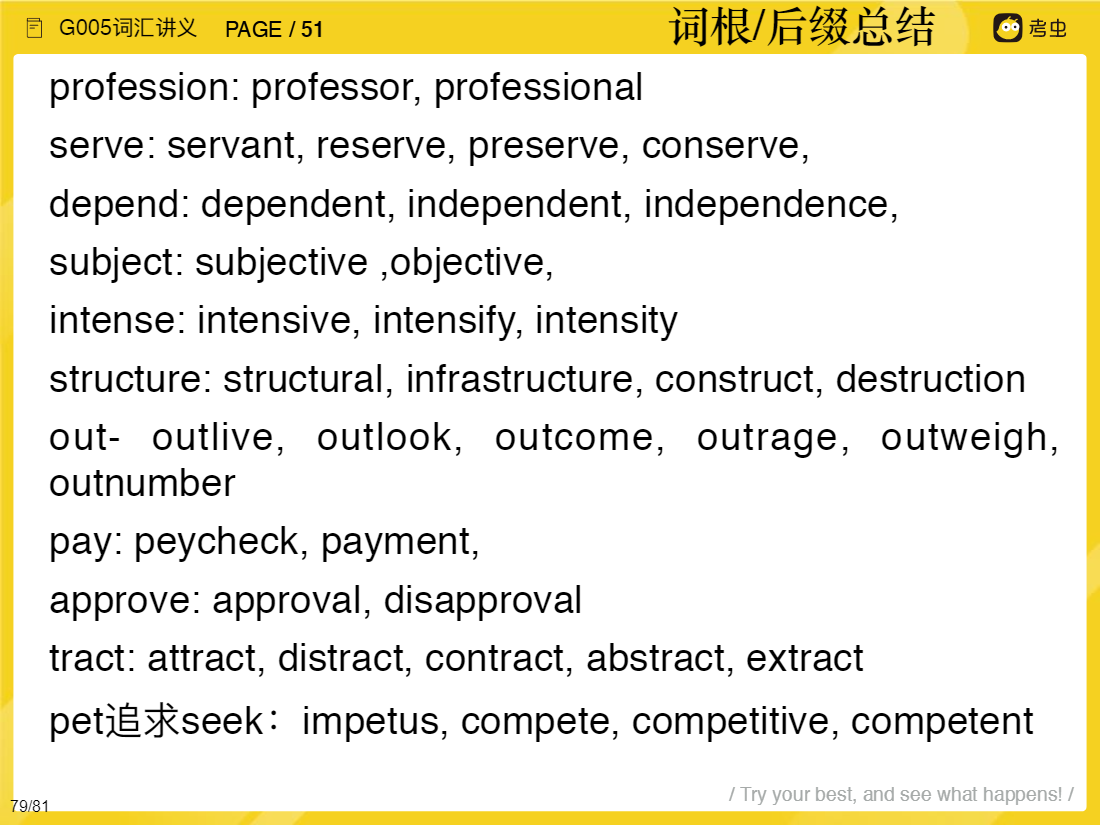 G005词汇讲义 PAGE / 51 词根/后缀总结 考虫
profession: professor, professional
serve: servant, reserve, preserve, conserve,
depend: dependent, independent, independence,
subject: subjective ,objective,
intense: intensive, intensify, intensity
structure: structural, infrastructure, construct, destruction
out- outlive, outlook, outcome, outrage, outweigh,
outnumber
pay: peycheck, payment,
approve: approval, disapproval
tract: attract, distract, contract, abstract, extract
pet追求seek：impetus, compete, competitive, competent
/ Try your best, and see what happens! /
79/81